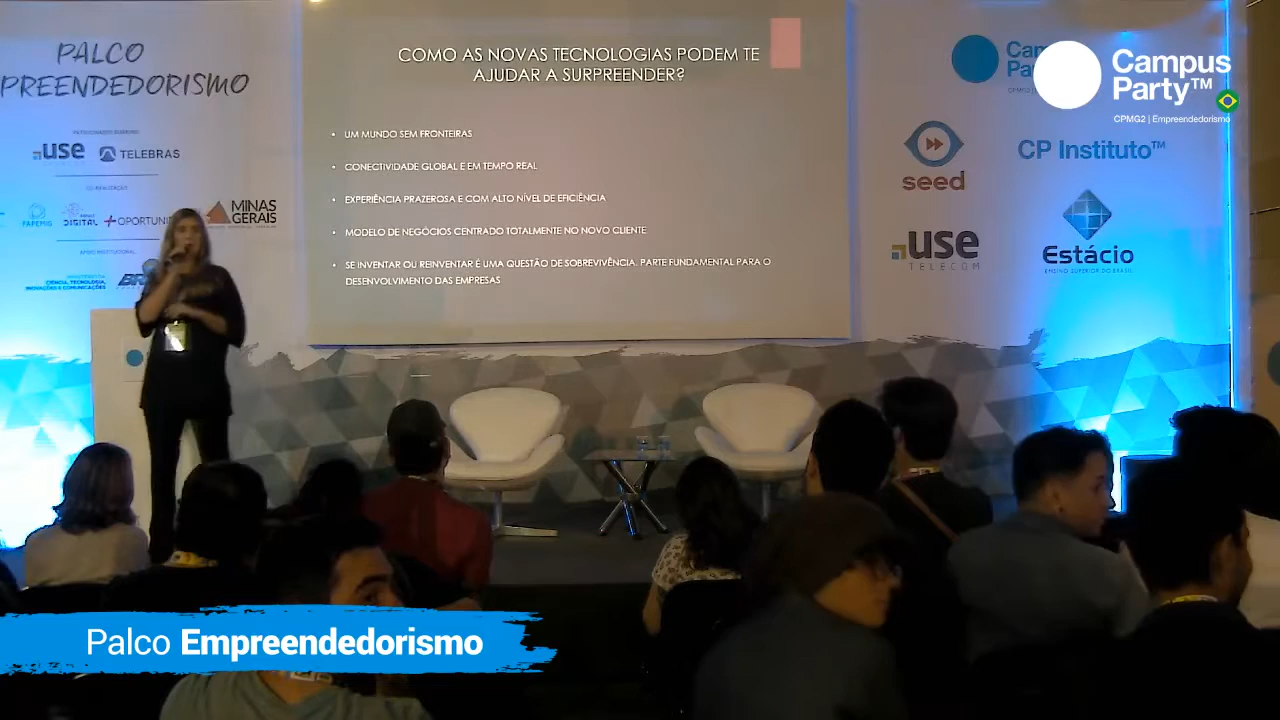 PALCO
PREENDEDORISMO
use
TELEBRAS
FAPEMIG
DIGITAL
MINAS
GERAIS
COMO AS NOVAS TECNOLOGIAS PODEM TE
AJUDAR A SURPREENDER?
• UM MUNDO SEM FRONTEIRAS
• CONECTIVIDADE GLOBAL E EM TEMPO REAL
• EXPERIÊNCIA PRAZEROSA E COM ALTO NÍVEL DE EFICIÊNCIA
• MODELO DE NEGÓCIOS CENTRADO TOTALMENTE NO NOVO CLIENTE
• SE INVENTAR OU REINVENTAR É UMA QUESTÃO DE SOBREVIVÊNCIA. PARTE FUNDAMENTAL PARA O
DESENVOLVIMENTO DAS EMPRESAS
Campus
Party™
CPMG2 | Empreendedorismo
seed
CP Instituto™
use
TELECOM
Estácio
ENSINO SUPERIOR DO BRASIL
Palco Empreendedorismo